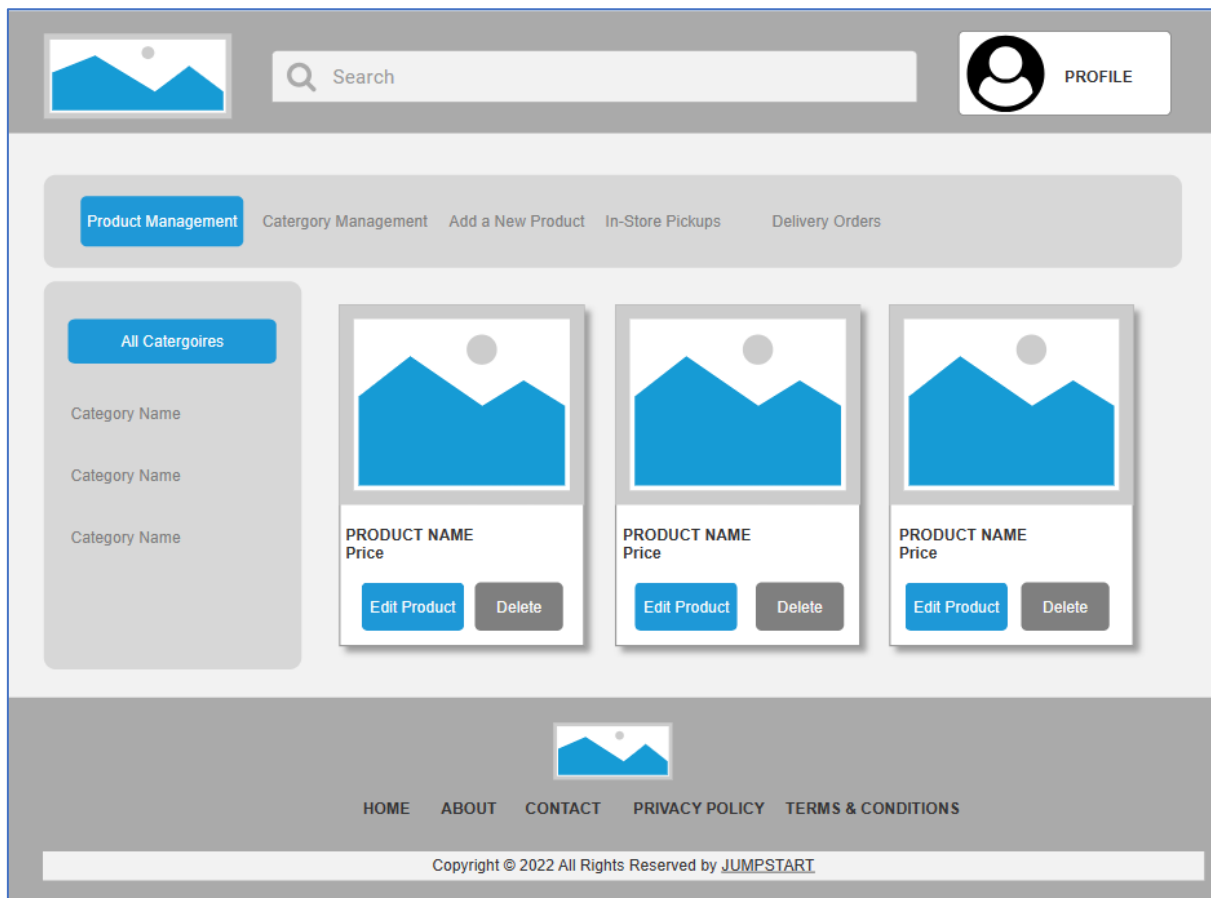 Search
PROFILE
Product Management
Catergory Management
Add a New Product
In-Store Pickups
Delivery Orders
All Catergoires
Category Name
Category Name
Category Name
PRODUCT NAME
Price
Edit Product
Delete
PRODUCT NAME
Price
Edit Product
Delete
PRODUCT NAME
Price
Edit Product
Delete
HOME
ABOUT
CONTACT
PRIVACY POLICY
TERMS & CONDITIONS
Copyright © 2022 All Rights Reserved by JUMPSTART